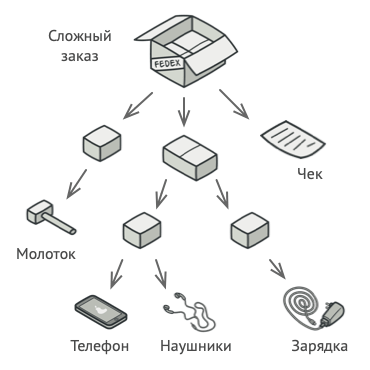 Сложный
заказ
FEDEX
Чек
Молоток
Телефон
Наушники
Зарядка